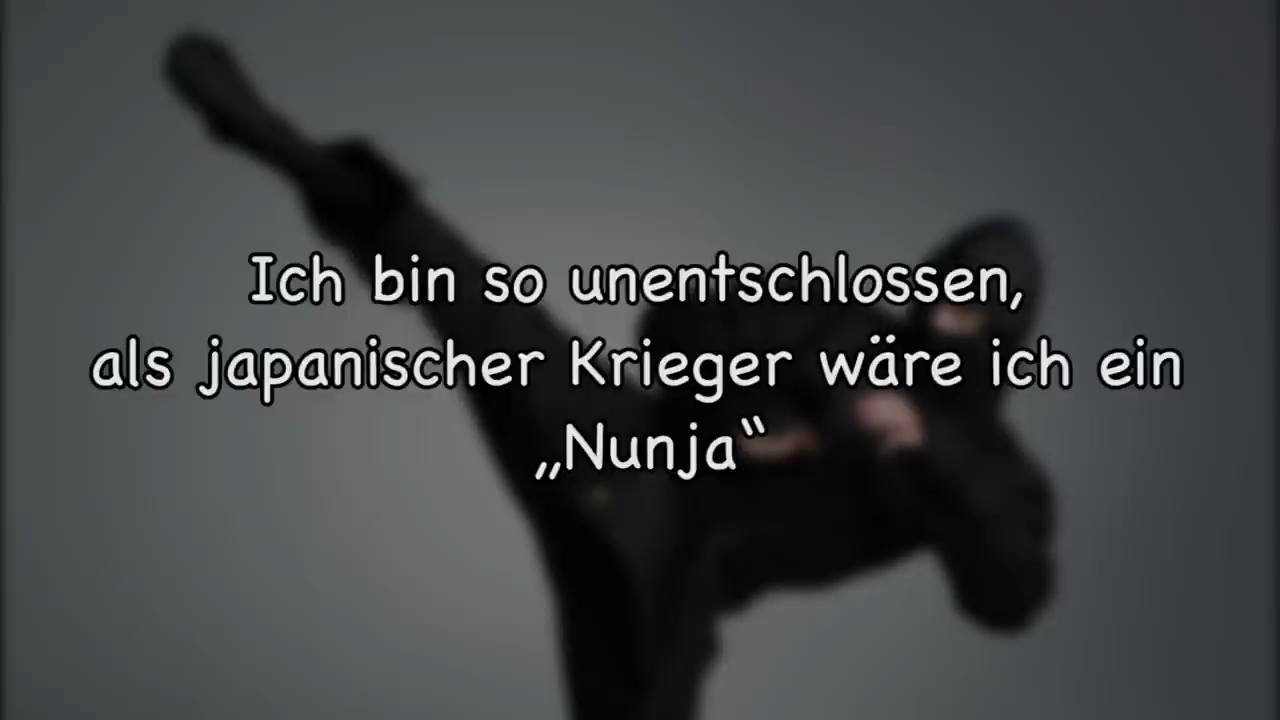 Ich bin so unentschlossen,
als japanischer Krieger wäre ich ein
„Nunja“